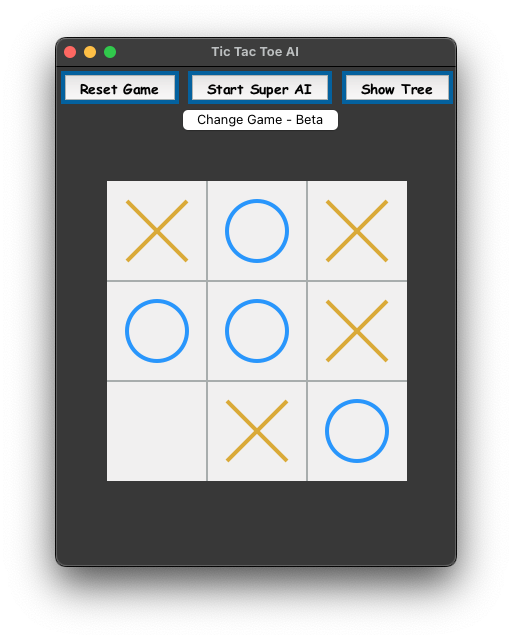 Tic Tac Toe AI
Reset Game Start Super AI Show Tree
Change Game - Beta